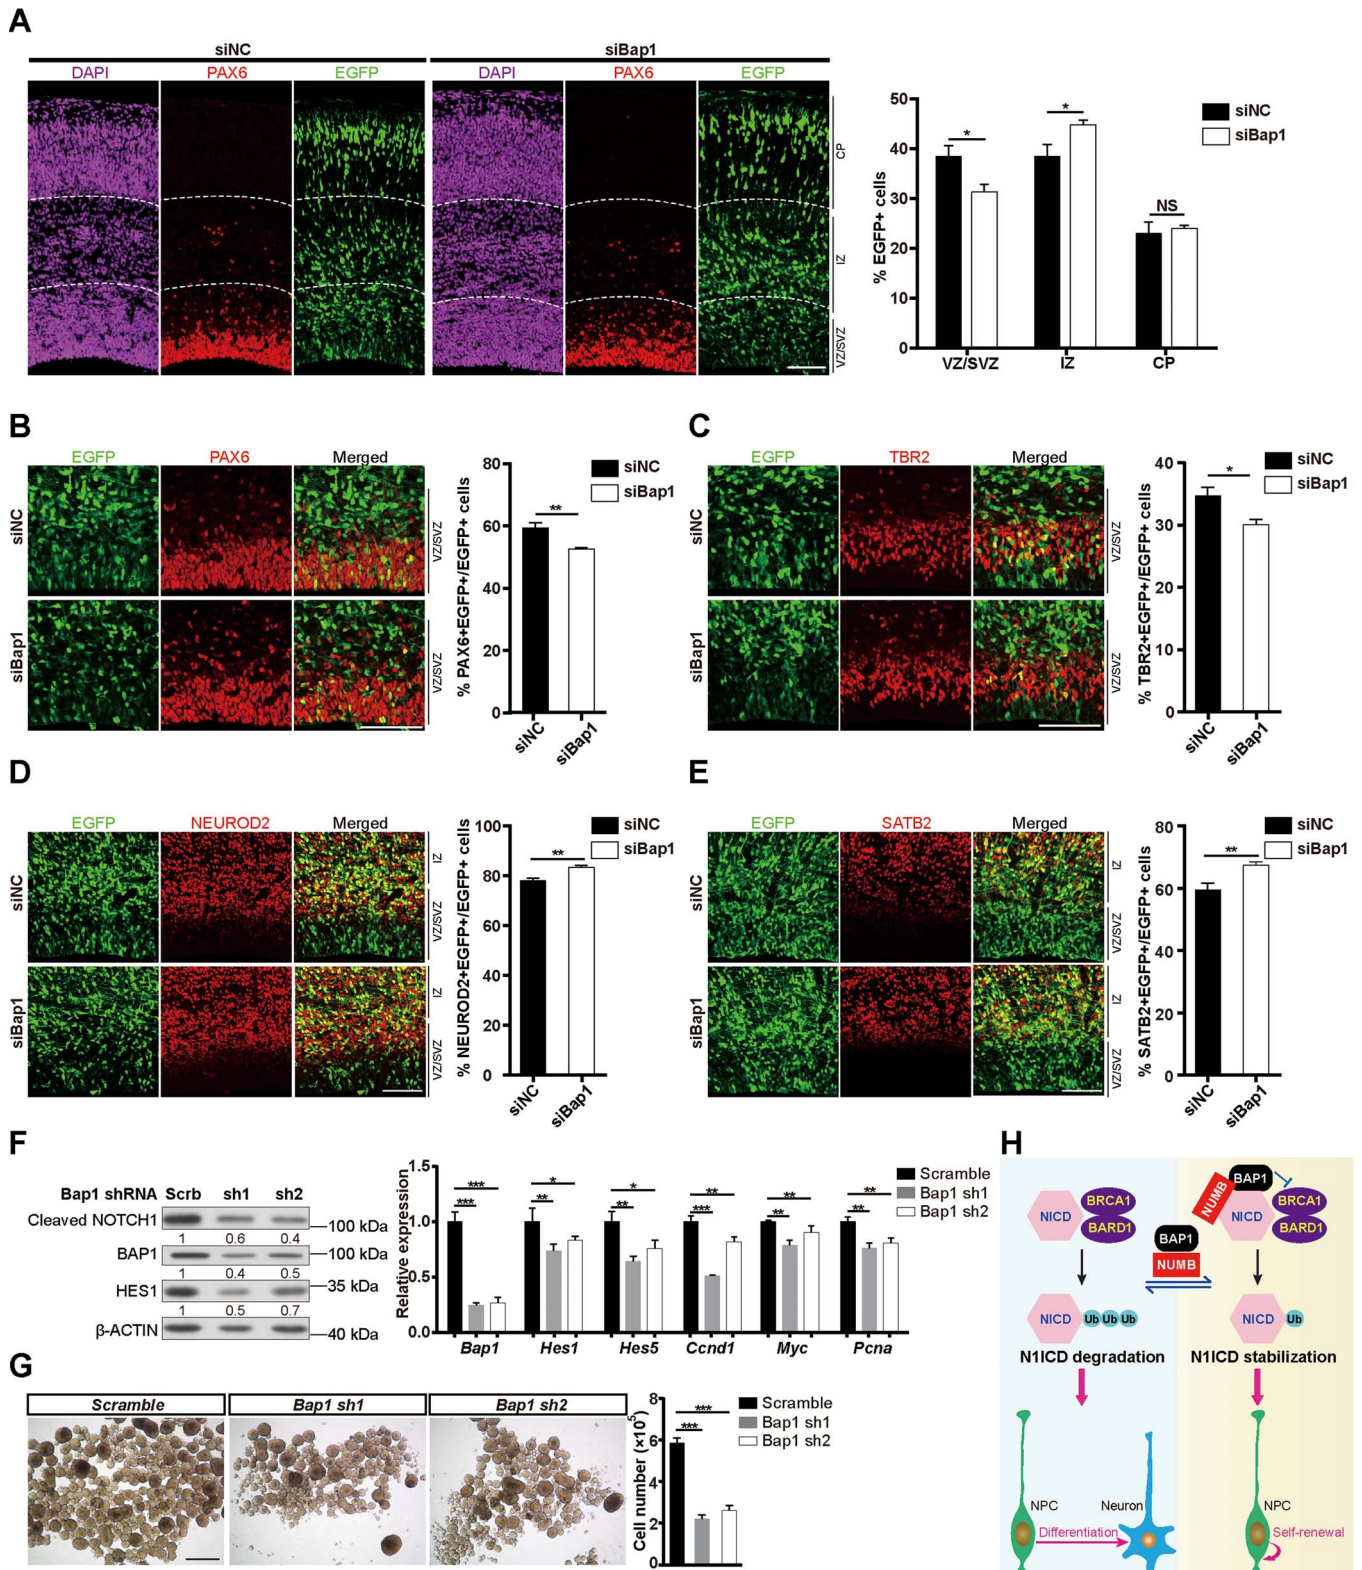 A
siNC
siBap1
DAPI PAX6 EGFP DAPI PAX6 EGFP
CP
IZ
VZ/SVZ
% EGFP+ cells
50
40
30
20
10
0
VZ/SVZ IZ CP
* * NS
siNC
siBap1
B
EGFP PAX6 Merged
siNC
siBap1
VZ/SVZ
VZ/SVZ
% PAX6+EGFP+/EGFP+ cells
80
60
40
20
0
**
siNC
siBap1
siNC siBap1
C
EGFP TBR2 Merged
siNC
siBap1
VZ/SVZ
VZ/SVZ
% TBR2+EGFP+/EGFP+ cells
40
30
20
10
0
*
siNC
siBap1
siNC siBap1
D
EGFP NEUROD2 Merged
siNC
siBap1
IZ
VZ/SVZ
IZ
VZ/SVZ
% NEUROD2+EGFP+/EGFP+ cells
100
80
60
40
20
0
**
siNC
siBap1
siNC siBap1
E
EGFP SATB2 Merged
siNC
siBap1
IZ
VZ/SVZ
IZ
VZ/SVZ
% SATB2+EGFP+/EGFP+ cells
80
60
40
20
0
**
siNC
siBap1
siNC siBap1
F
Bap1 shRNA Scrb sh1 sh2
Cleaved NOTCH1 100 kDa
1 0.6 0.4
BAP1 100 kDa
1 0.4 0.5
HES1 35 kDa
1 0.5 0.7
β-ACTIN 40 kDa
Relative expression
1.5
1.0
0.5
0.0
*** * * ** ** **
*** ** ** *** ** **
Bap1 Hes1 Hes5 Ccnd1 Myc Pcna
Scramble
Bap1 sh1
Bap1 sh2
G
Scramble Bap1 sh1 Bap1 sh2
Cell number (×10⁵)
8
6
4
2
0
***
***
Scramble
Bap1 sh1
Bap1 sh2
H
NICD BRCA1
BARD1
BAP1
NUMB
NUMB BAP1
NICD BRCA1
BARD1
NICD Ub Ub Ub
NICD Ub
N1ICD degradation N1ICD stabilization
NPC Neuron NPC
Differentiation Self-renewal